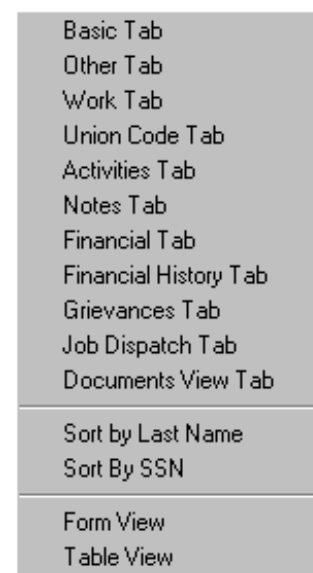 Basic Tab
Other Tab
Work Tab
Union Code Tab
Activities Tab
Notes Tab
Financial Tab
Financial History Tab
Grievances Tab
Job Dispatch Tab
Documents View Tab
Sort by Last Name
Sort By SSN
Form View
Table View